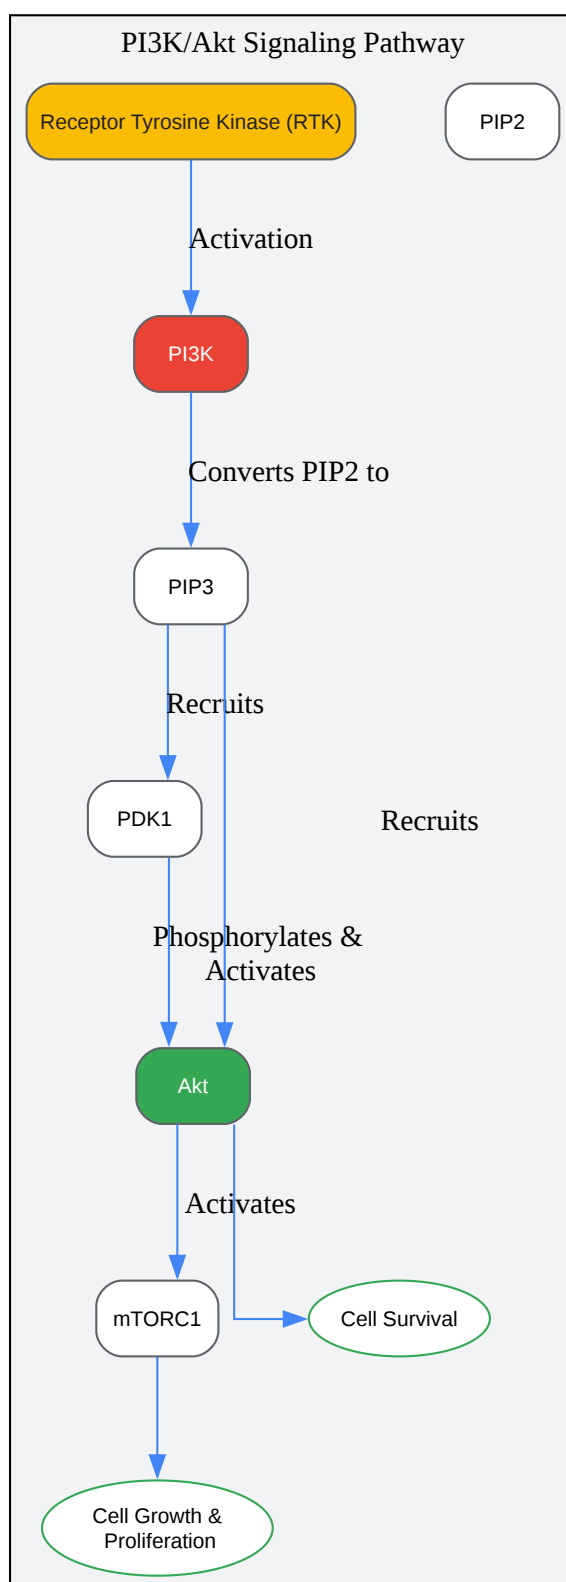 PI3K/Akt Signaling Pathway
Receptor Tyrosine Kinase (RTK)
PIP2
Activation
PI3K
Converts PIP2 to
PIP3
Recruits
PDK1
Recruits
Phosphorylates &
Activates
Akt
Activates
mTORC1
Cell Survival
Cell Growth &
Proliferation